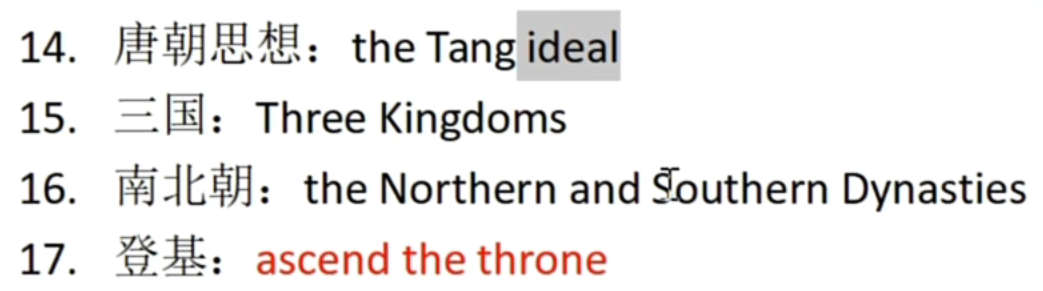 14. 唐朝思想：the Tang ideal
15. 三国：Three Kingdoms
16. 南北朝：the Northern and Southern Dynasties
17. 登基：ascend the throne